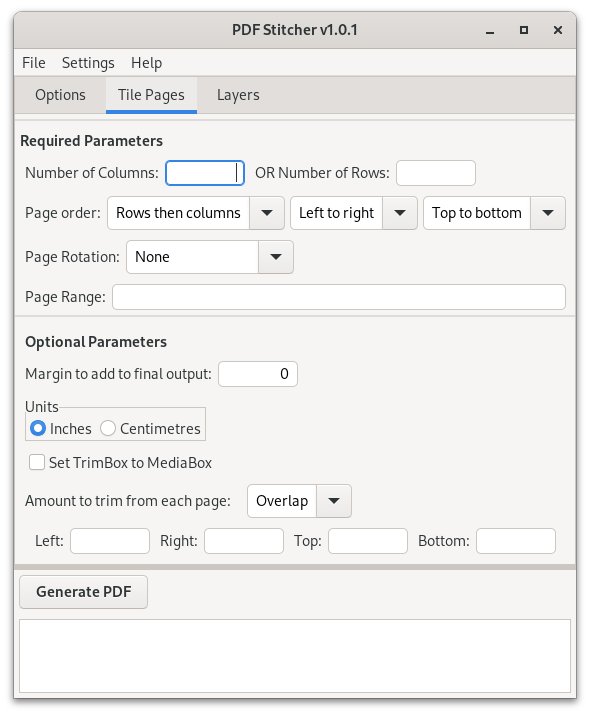 PDF Stitcher v1.0.1
File Settings Help
Options Tile Pages Layers
Required Parameters
Number of Columns: OR Number of Rows:
Page order: Rows then columns Left to right Top to bottom
Page Rotation: None
Page Range:
Optional Parameters
Margin to add to final output: 0
Units
Inches Centimetres
Set TrimBox to MediaBox
Amount to trim from each page: Overlap
Left: Right: Top: Bottom:
Generate PDF